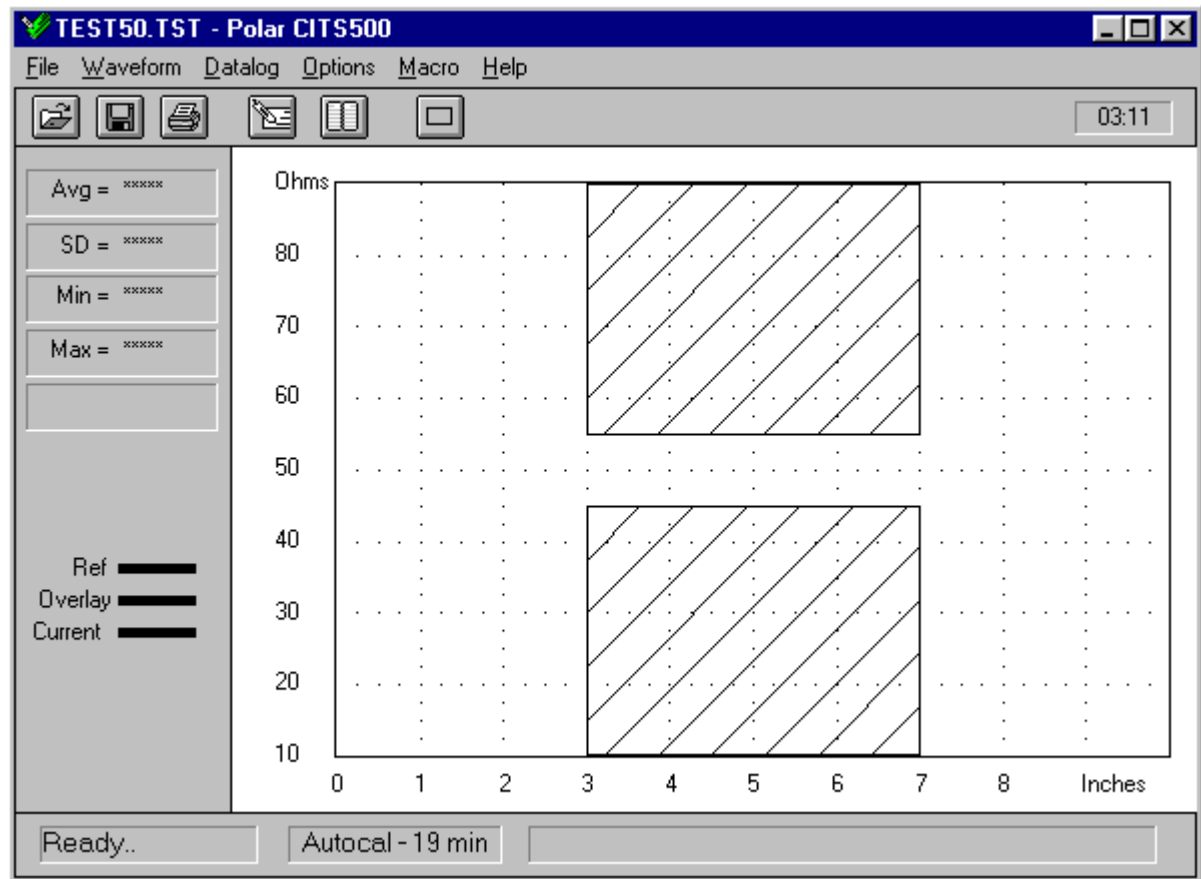 TEST50.TST - Polar CITS500
File Waveform Datalog Options Macro Help
03:11
Avg = *****
SD = *****
Min = *****
Max = *****
Ref
Overlay
Current
Ohms
80
70
60
50
40
30
20
10
0 1 2 3 4 5 6 7 8 Inches
Ready..
Autocal - 19 min